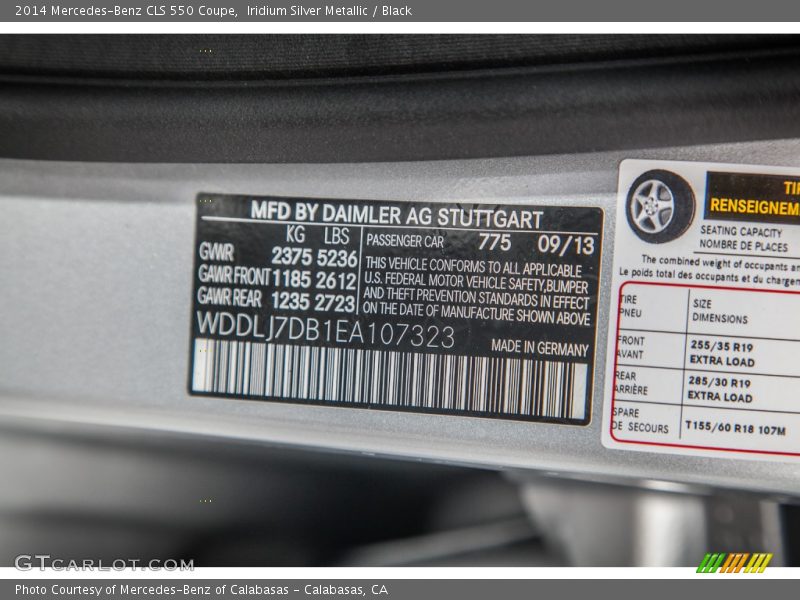 2014 Mercedes-Benz CLS 550 Coupe, Iridium Silver Metallic / Black
MFD BY DAIMLER AG STUTTGART
KG LBS
GVWR 2375 5236
GAWR FRONT 1185 2612
GAWR REAR 1235 2723
PASSENGER CAR 775 09/13
THIS VEHICLE CONFORMS TO ALL APPLICABLE
U.S. FEDERAL MOTOR VEHICLE SAFETY, BUMPER
AND THEFT PREVENTION STANDARDS IN EFFECT
ON THE DATE OF MANUFACTURE SHOWN ABOVE
WDDLJ7DB1EA107323
MADE IN GERMANY
RENSEIGNEM
SEATING CAPACITY
NOMBRE DE PLACES
The combined weight of occupants
Le poids total des occupants et du
TIRE
PNEU
SIZE
DIMENSIONS
FRONT
AVANT
255/35 R19
EXTRA LOAD
REAR
ARRIÈRE
285/30 R19
EXTRA LOAD
SPARE
DE SECOURS
T155/60 R18 107M
GTCARLOT.COM
Photo Courtesy of Mercedes-Benz of Calabasas - Calabasas, CA